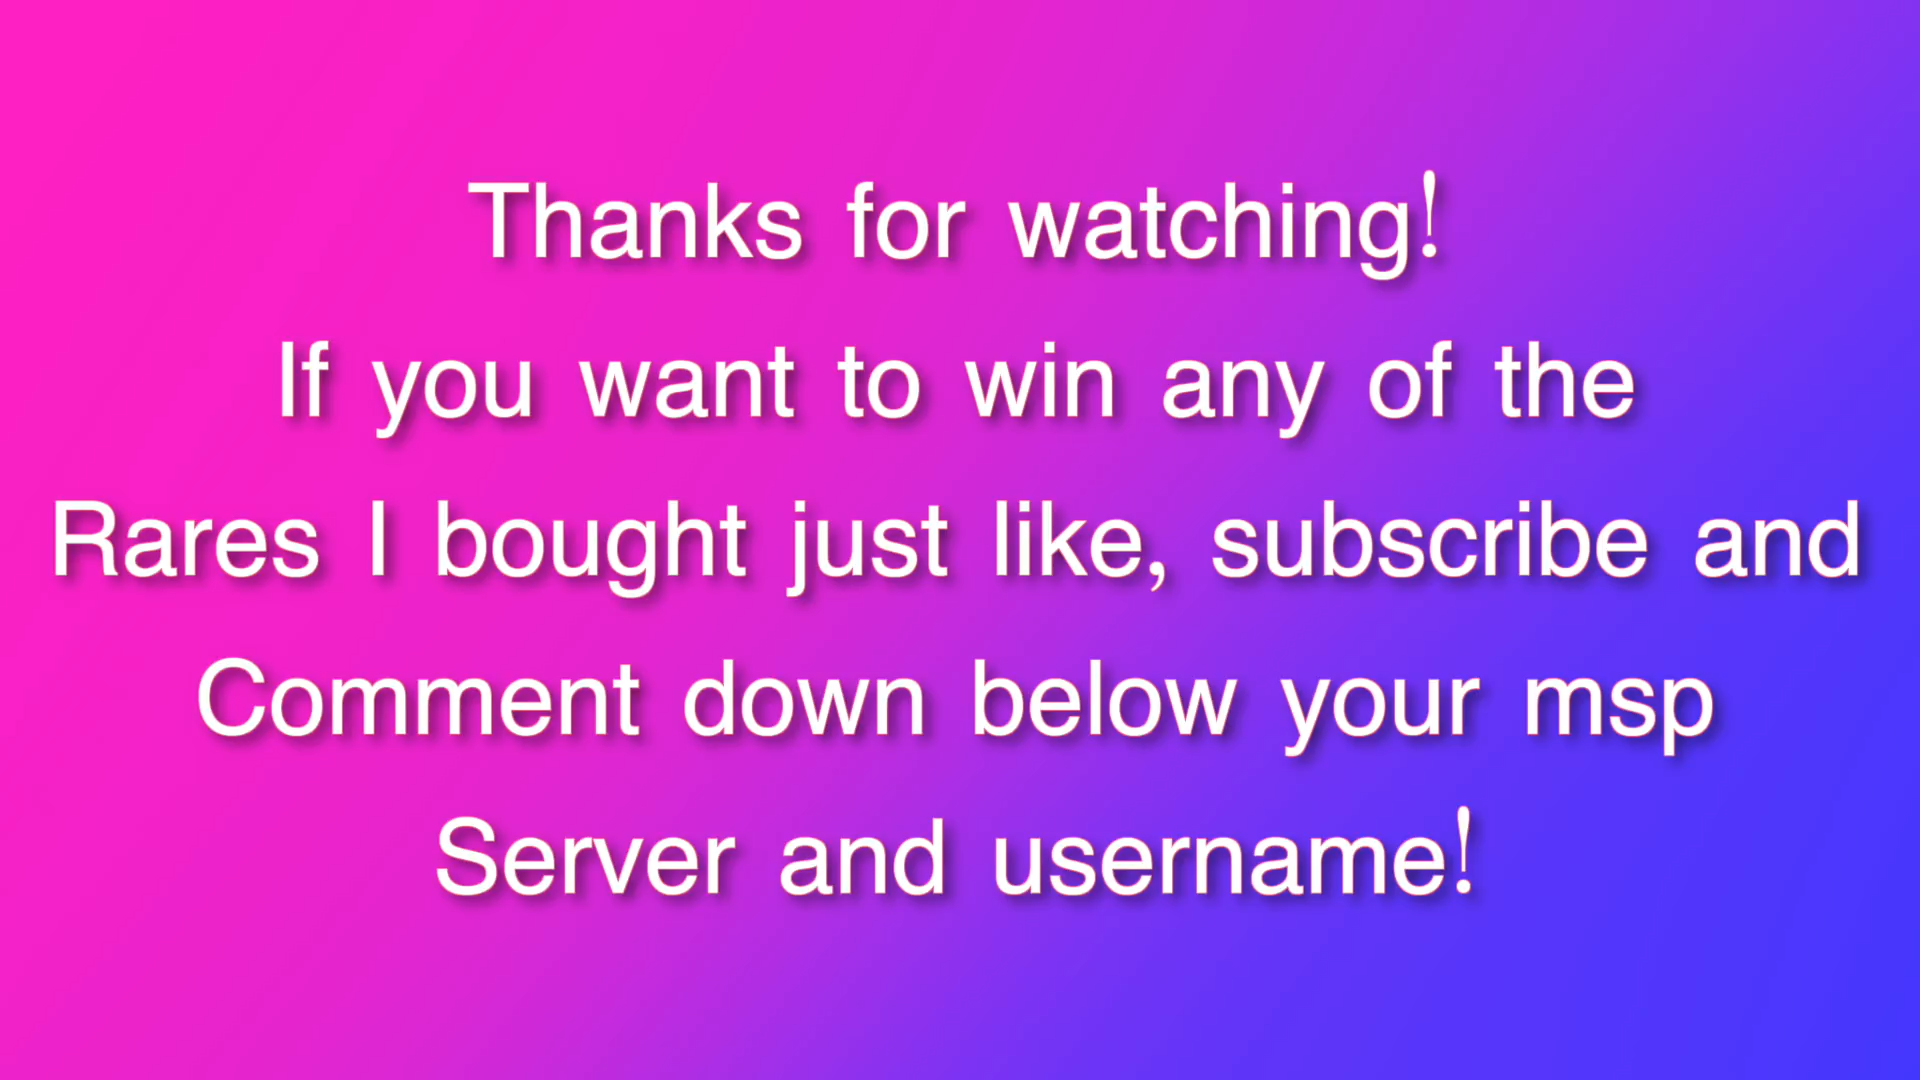 Thanks for watching!
If you want to win any of the
Rares I bought just like, subscribe and
Comment down below your msp
Server and username!